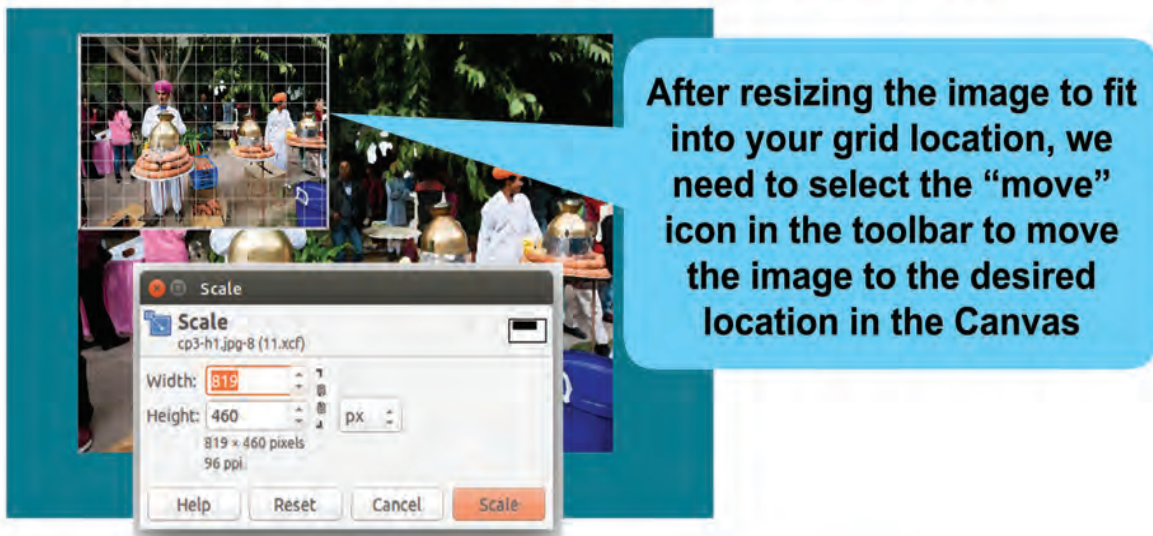 After resizing the image to fit
into your grid location, we
need to select the “move”
icon in the toolbar to move
the image to the desired
location in the Canvas
Scale
Scale
cp3-h1.jpg-8 (11.xcf)
Width: 819
Height: 460 px
819 × 460 pixels
96 ppi
Help Reset Cancel Scale